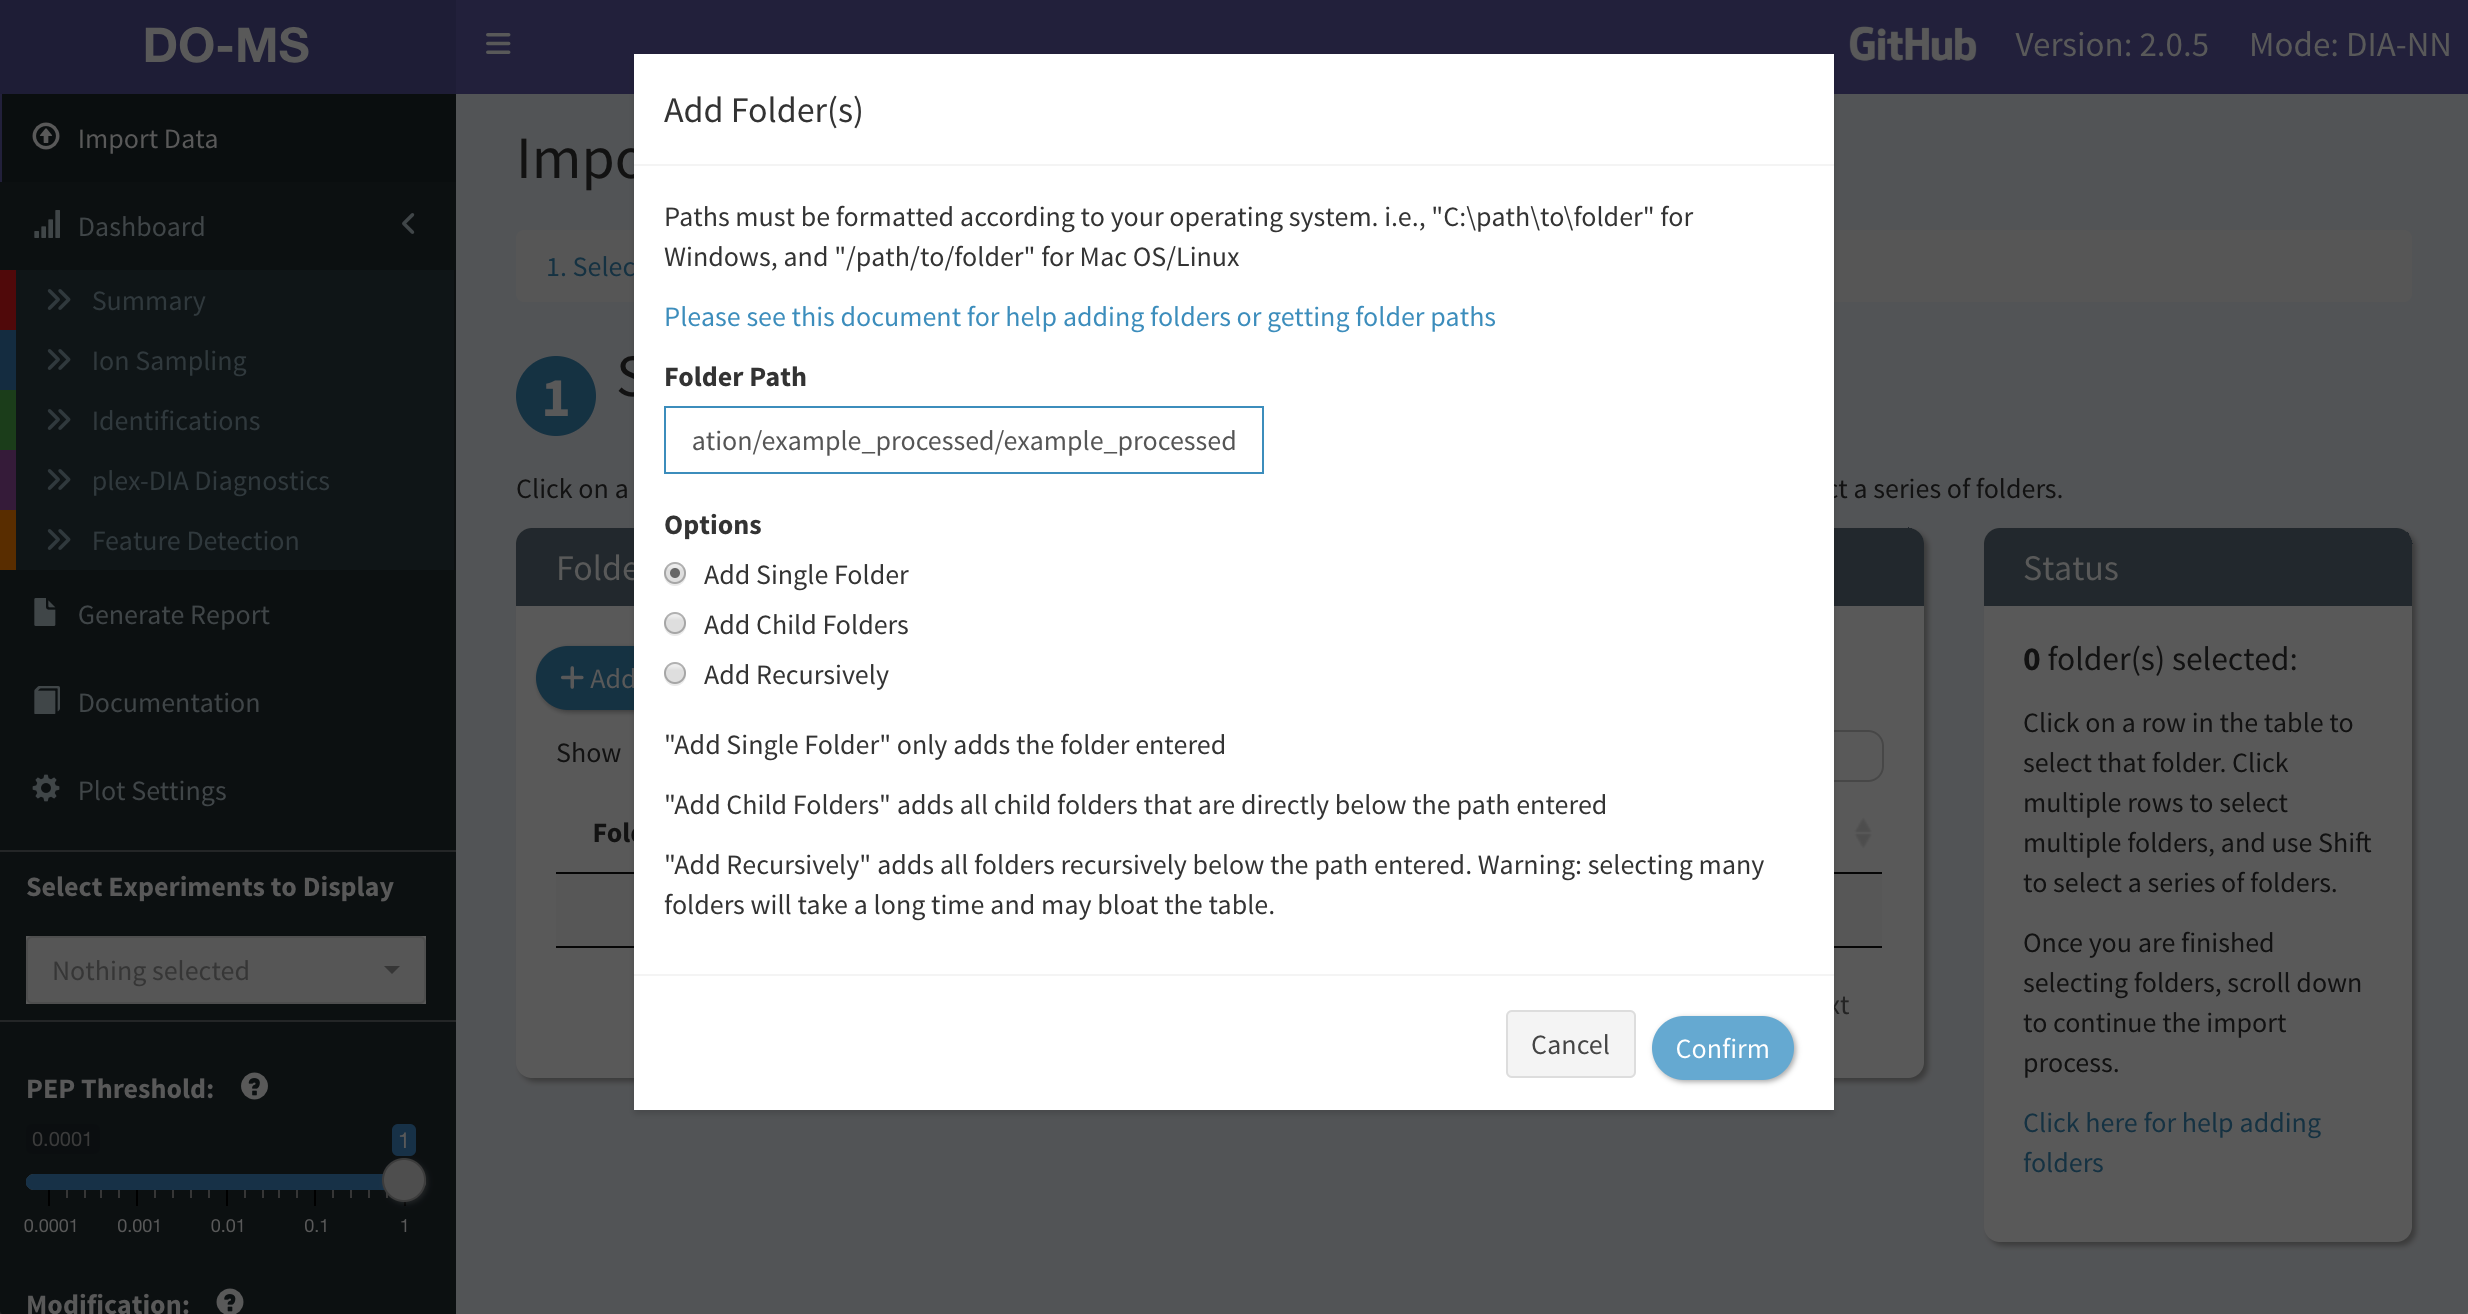 DO-MS
GitHub Version: 2.0.5 Mode: DIA-NN
Import Data
Dashboard
Summary
Ion Sampling
Identifications
plex-DIA Diagnostics
Feature Detection
Generate Report
Documentation
Plot Settings
Select Experiments to Display
Nothing selected
PEP Threshold:
0.0001 1
0.0001 0.001 0.01 0.1 1
Modification:
1.
1
Click on a
+ Add
Show
Add Folder(s)
Paths must be formatted according to your operating system. i.e., "C:\path\to\folder" for
Windows, and "/path/to/folder" for Mac OS/Linux
Please see this document for help adding folders or getting folder paths
Folder Path
ation/example_processed/example_processed
Options
Add Single Folder
Add Child Folders
Add Recursively
"Add Single Folder" only adds the folder entered
"Add Child Folders" adds all child folders that are directly below the path entered
"Add Recursively" adds all folders recursively below the path entered. Warning: selecting many
folders will take a long time and may bloat the table.
Cancel
Confirm
a series of folders.
Status
0 folder(s) selected:
Click on a row in the table to
select that folder. Click
multiple rows to select
multiple folders, and use Shift
to select a series of folders.
Once you are finished
selecting folders, scroll down
to continue the import
process.
Click here for help adding
folders